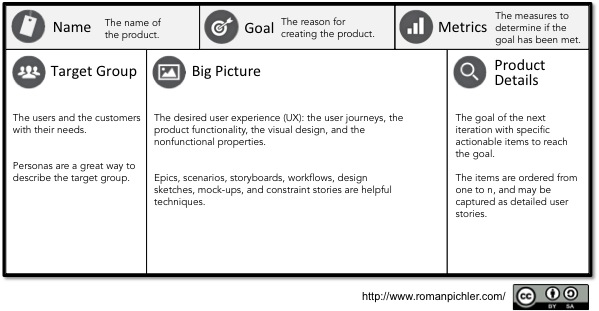 Name
The name of
the product.
Goal
The reason for
creating the product.
Metrics
The measures to
determine if the
goal has been met.
Target Group
The users and the customers
with their needs.
Personas are a great way to
describe the target group.
Big Picture
The desired user experience (UX): the user journeys, the
product functionality, the visual design, and the
nonfunctional properties.
Epics, scenarios, storyboards, workflows, design
sketches, mock-ups, and constraint stories are helpful
techniques.
Product
Details
The goal of the next
iteration with specific
actionable items to reach
the goal.
The items are ordered from
one to n, and may be
captured as detailed user
stories.
http://www.romanpichler.com/
cc
BY SA